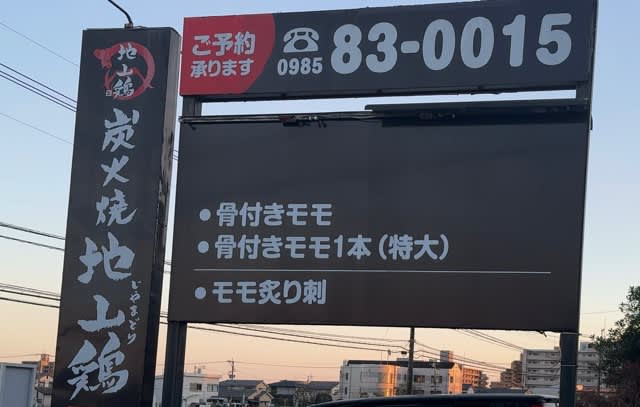 地山鶏
炭火焼
地山鶏
じやまどり
ご予約
承ります
☎
0985
83-0015
●骨付きモモ
●骨付きモモ1本(特大)
●モモ炙り刺